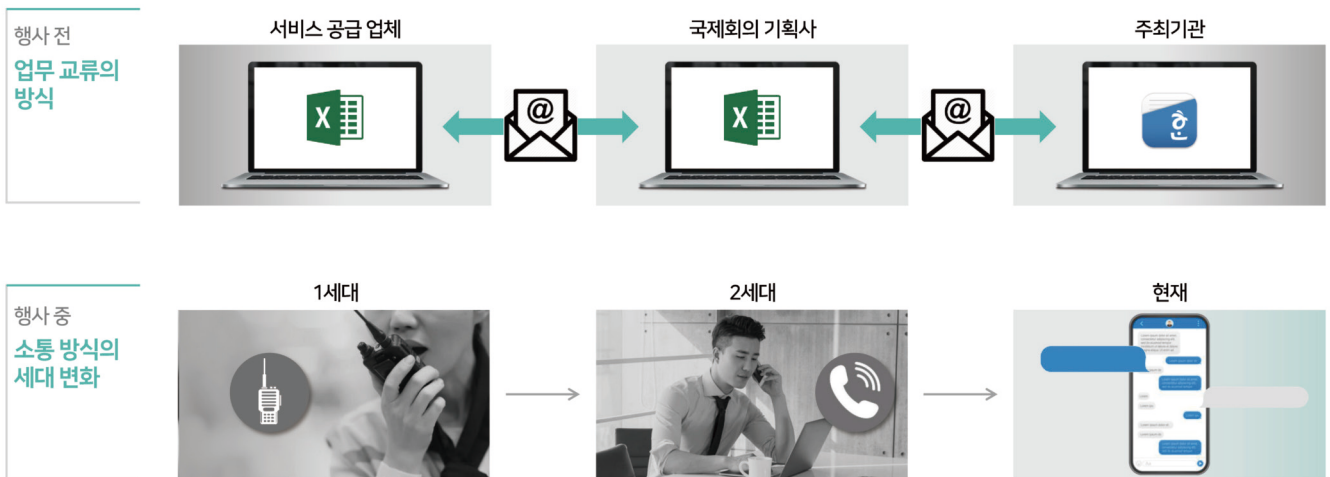 행사 전
업무 교류의
방식
서비스 공급 업체
국제회의 기획사
주최기관
X
@
X
@
한
행사 중
소통 방식의
세대 변화
1세대
2세대
현재